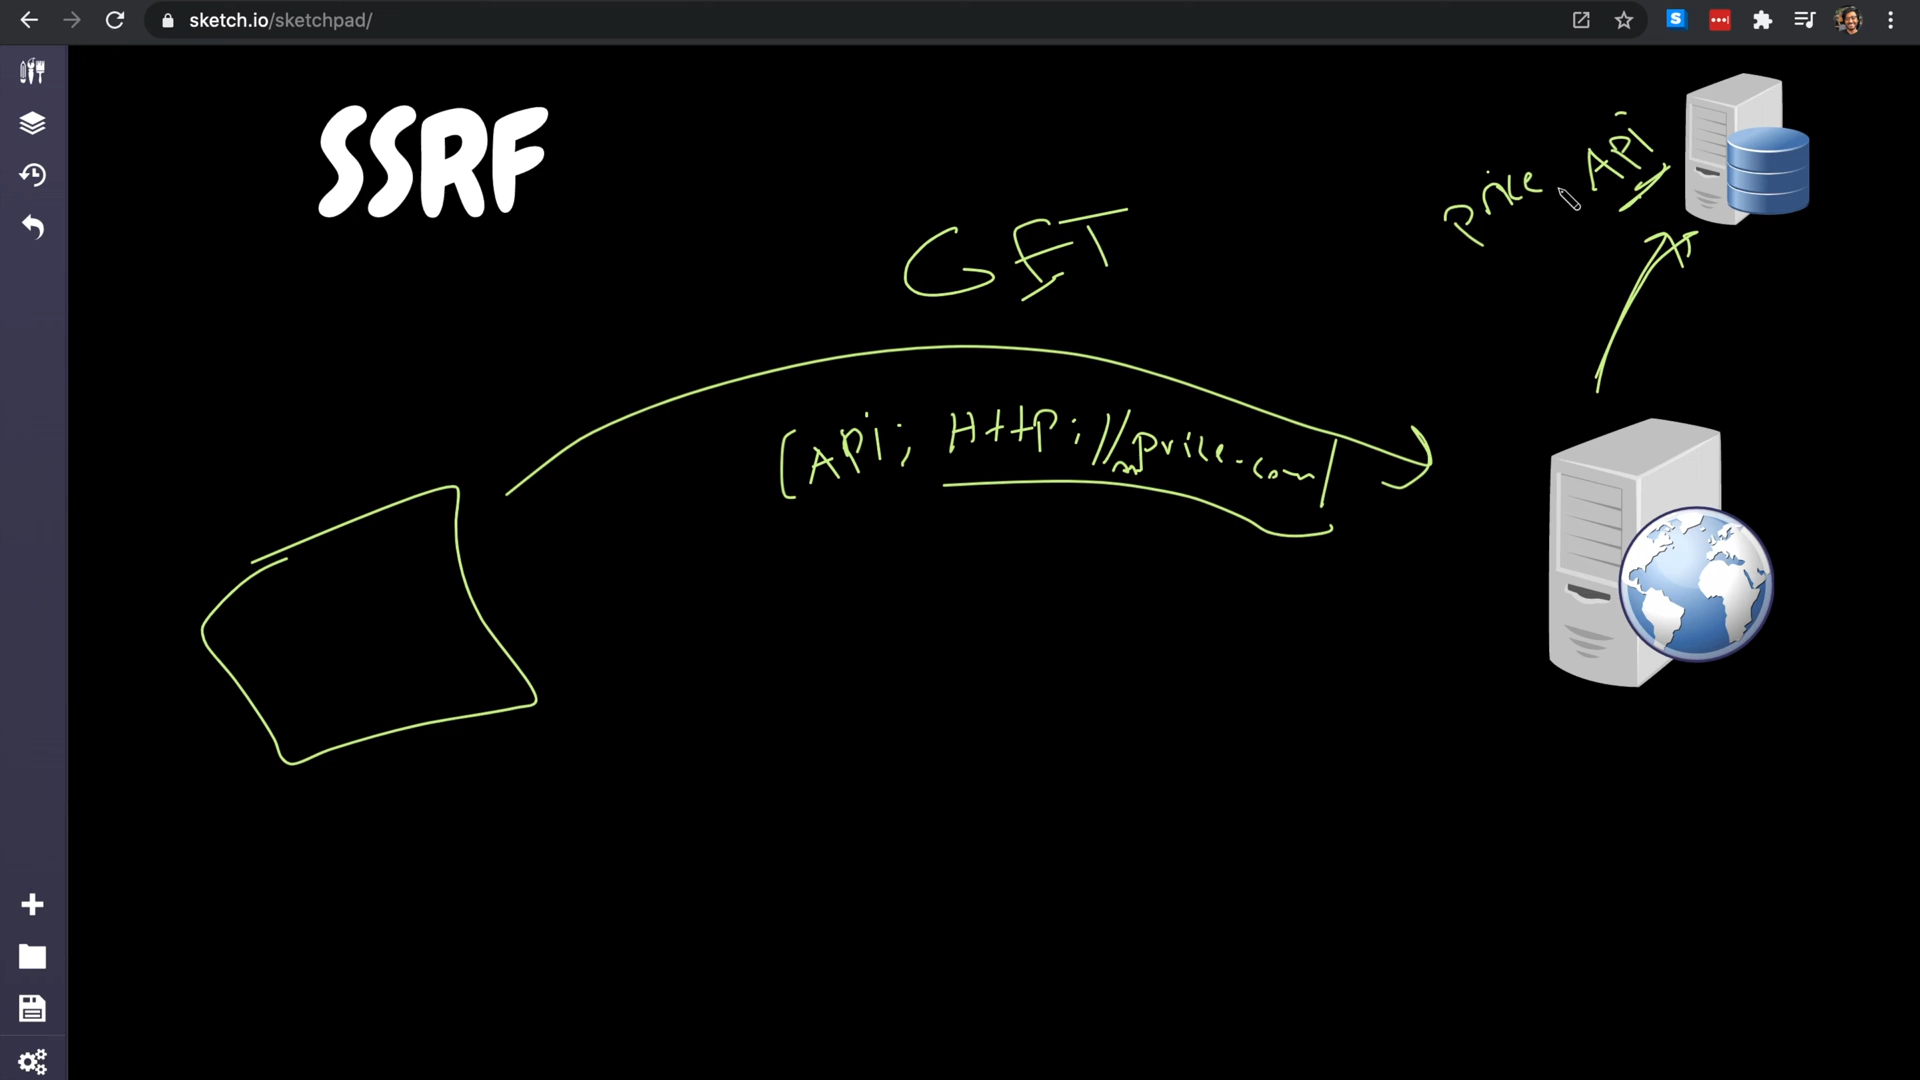 sketch.io/sketchpad/
S
SSRF
price API
GET
[API; Http://price.com]